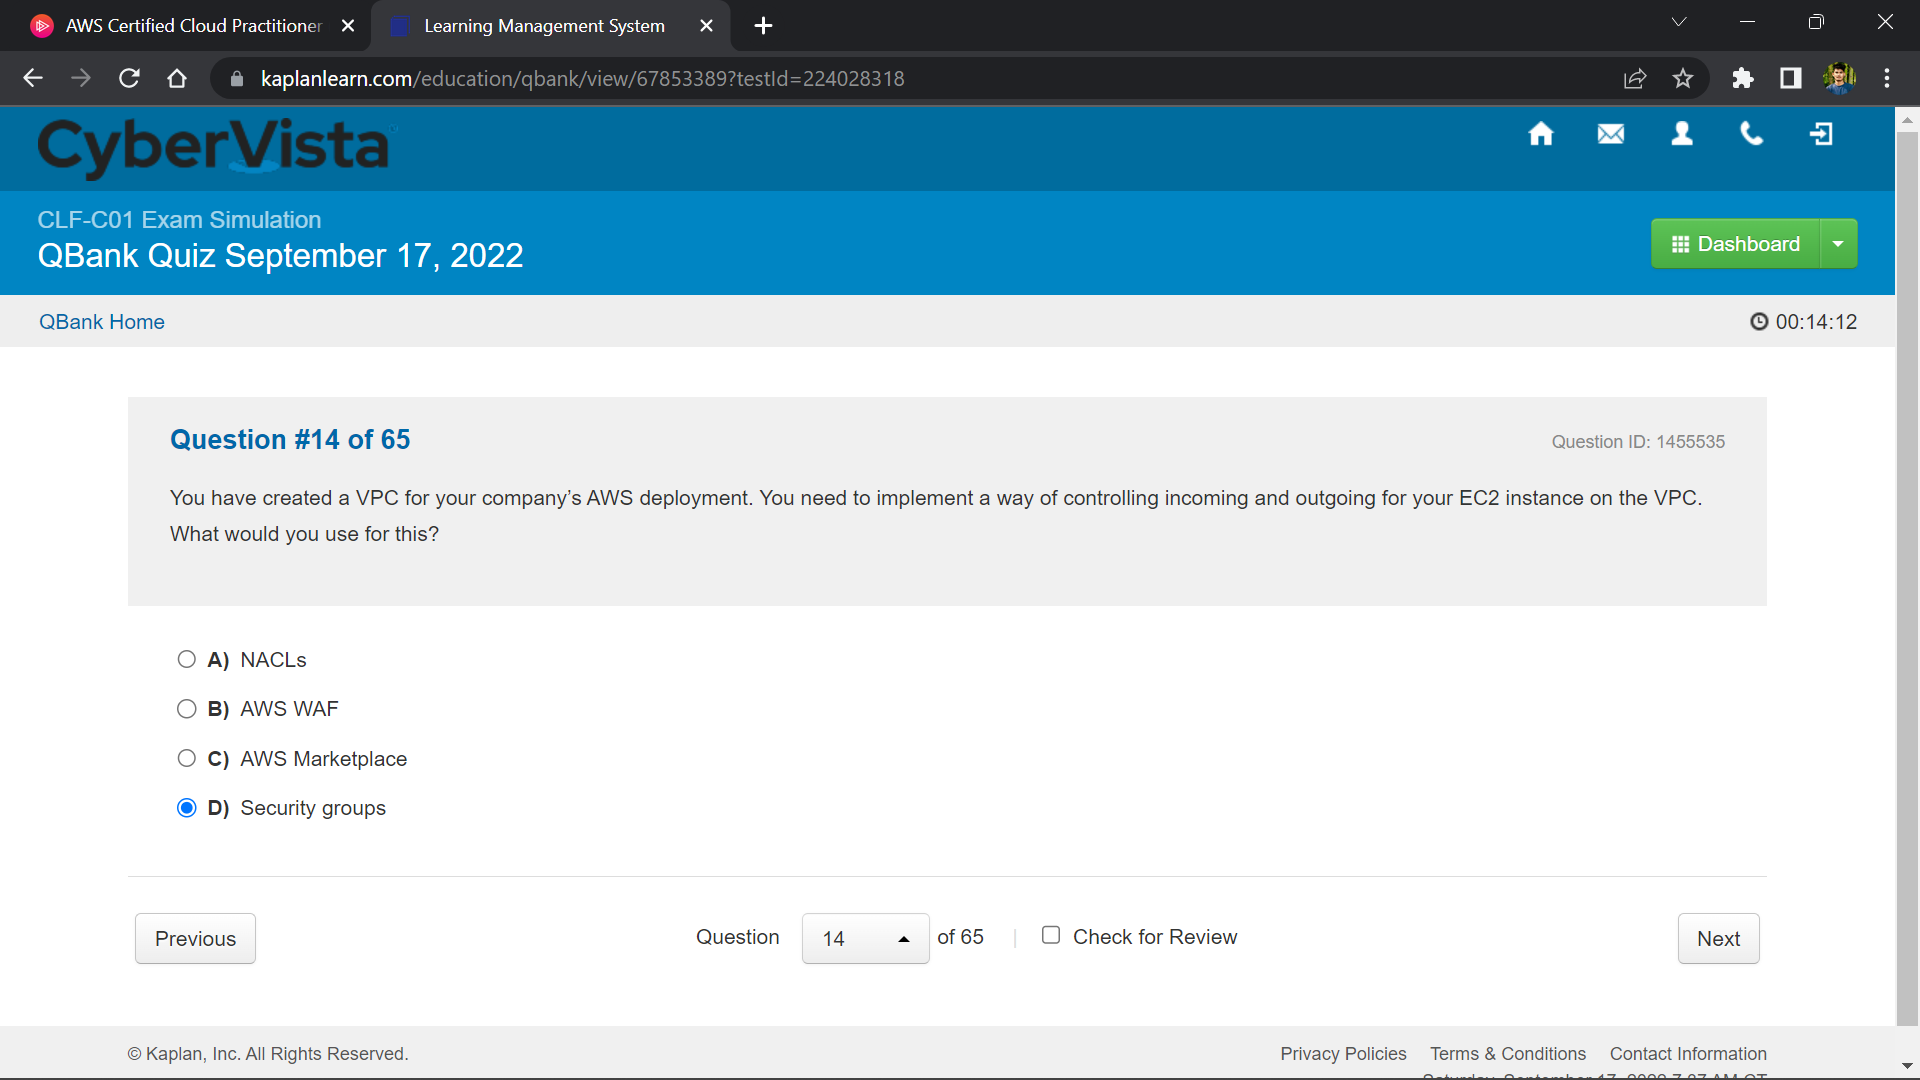 AWS Certified Cloud Practitioner
Learning Management System
kaplanlearn.com/education/qbank/view/67853389?testId=224028318
CyberVista
CLF-C01 Exam Simulation
QBank Quiz September 17, 2022
Dashboard
QBank Home
00:14:12
Question #14 of 65
Question ID: 1455535
You have created a VPC for your company’s AWS deployment. You need to implement a way of controlling incoming and outgoing for your EC2 instance on the VPC.
What would you use for this?
A) NACLs
B) AWS WAF
C) AWS Marketplace
D) Security groups
Previous
Question 14 of 65 | Check for Review
Next
© Kaplan, Inc. All Rights Reserved.
Privacy Policies Terms & Conditions Contact Information